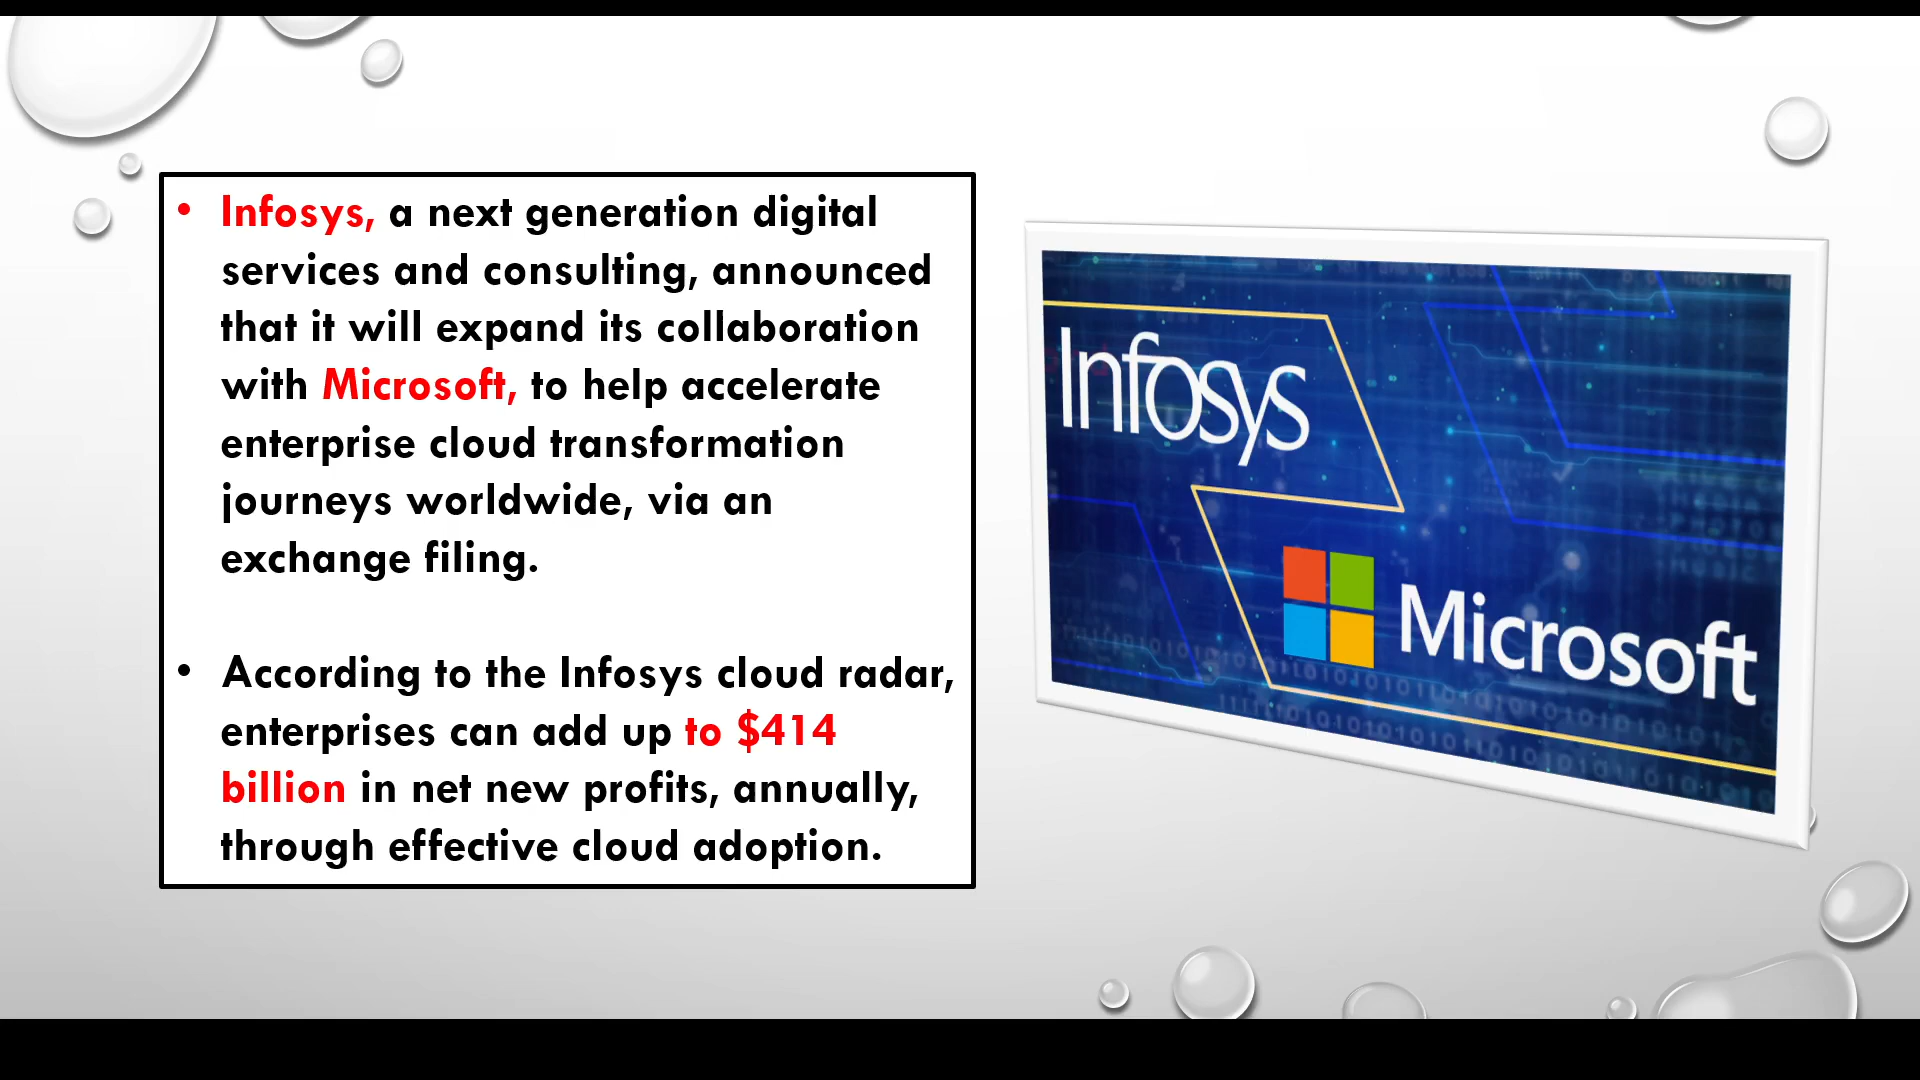 • Infosys, a next generation digital
services and consulting, announced
that it will expand its collaboration
with Microsoft, to help accelerate
enterprise cloud transformation
journeys worldwide, via an
exchange filing.
• According to the Infosys cloud radar,
enterprises can add up to $414
billion in net new profits, annually,
through effective cloud adoption.
Infosys
Microsoft